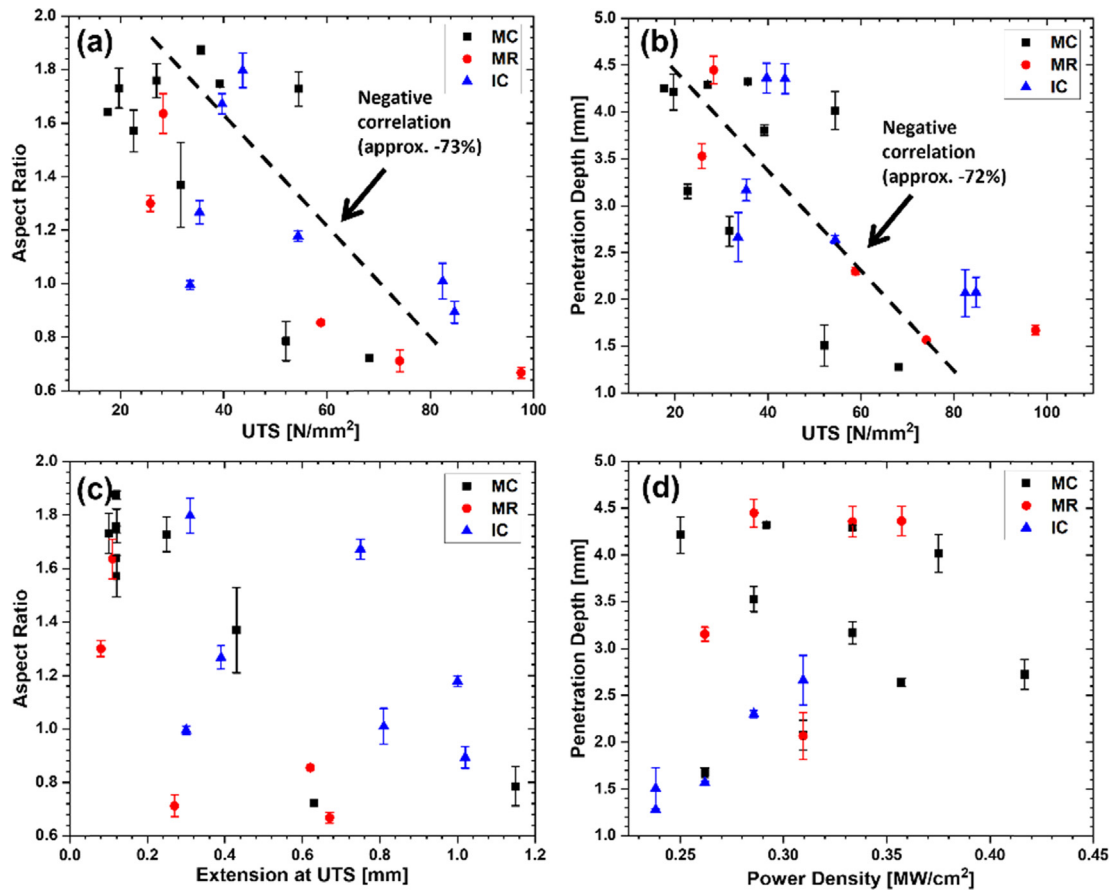 (a)
MC
MR
IC
Negative
correlation
(approx. -73%)
2.0
1.8
1.6
1.4
1.2
1.0
0.8
0.6
Aspect Ratio
20 40 60 80 100
UTS [N/mm²]
(b)
MC
MR
IC
Negative
correlation
(approx. -72%)
5.0
4.5
4.0
3.5
3.0
2.5
2.0
1.5
1.0
Penetration Depth [mm]
20 40 60 80 100
UTS [N/mm²]
(c)
MC
MR
IC
2.0
1.8
1.6
1.4
1.2
1.0
0.8
0.6
Aspect Ratio
0.0 0.2 0.4 0.6 0.8 1.0 1.2
Extension at UTS [mm]
(d)
MC
MR
IC
5.0
4.5
4.0
3.5
3.0
2.5
2.0
1.5
1.0
Penetration Depth [mm]
0.25 0.30 0.35 0.40 0.45
Power Density [MW/cm²]